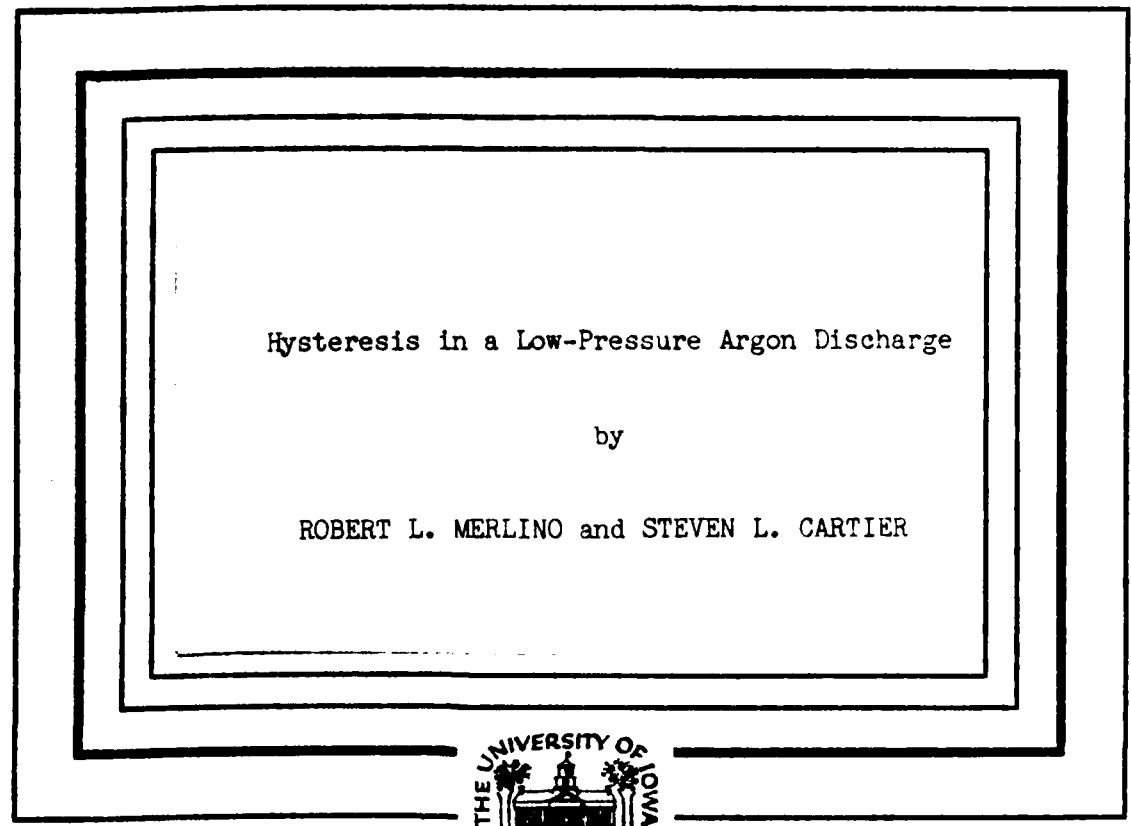 Hysteresis in a Low-Pressure Argon Discharge
by
ROBERT L. MERLINO and STEVEN L. CARTIER
THE UNIVERSITY OF IOWA